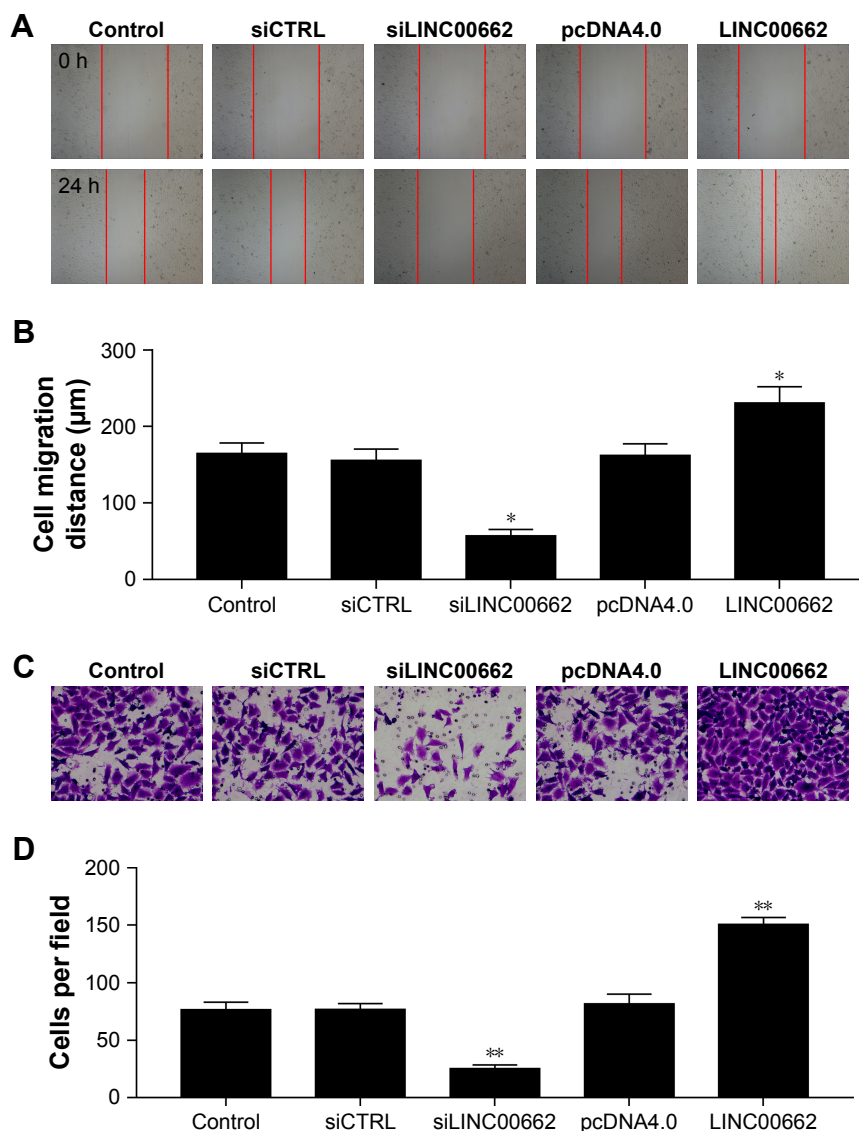 A
Control siCTRL siLINC00662 pcDNA4.0 LINC00662
0 h
24 h
B
Cell migration
distance (µm)
300
200
100
0
* *
Control siCTRL siLINC00662 pcDNA4.0 LINC00662
C
Control siCTRL siLINC00662 pcDNA4.0 LINC00662
D
Cells per field
200
150
100
50
0
** **
Control siCTRL siLINC00662 pcDNA4.0 LINC00662